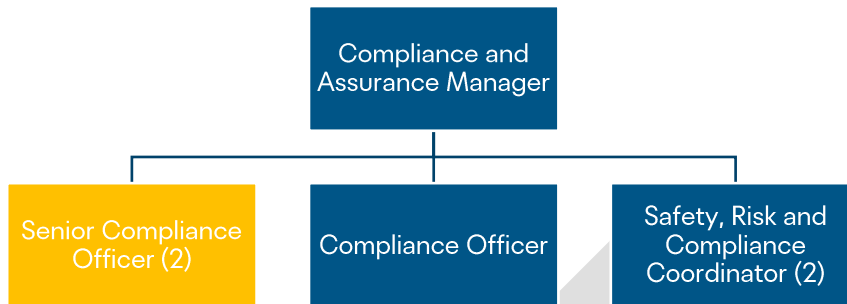 Compliance and
Assurance Manager
Senior Compliance
Officer (2)
Compliance Officer
Safety, Risk and
Compliance
Coordinator (2)